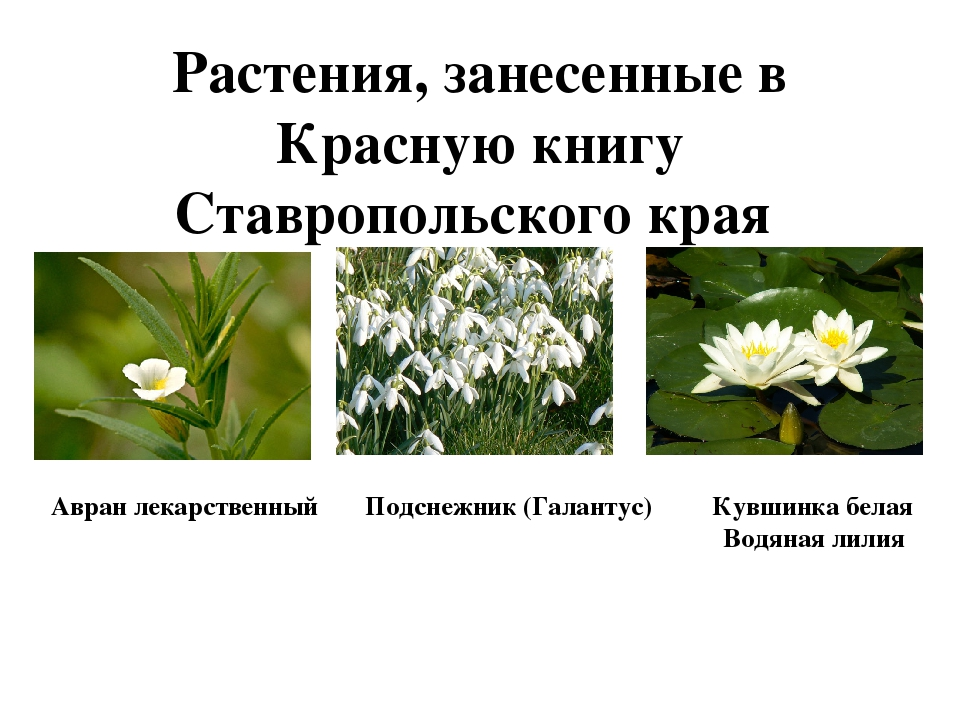 Растения, занесенные в
Красную книгу
Ставропольского края
Авран лекарственный
Подснежник (Галантус)
Кувшинка белая
Водяная лилия